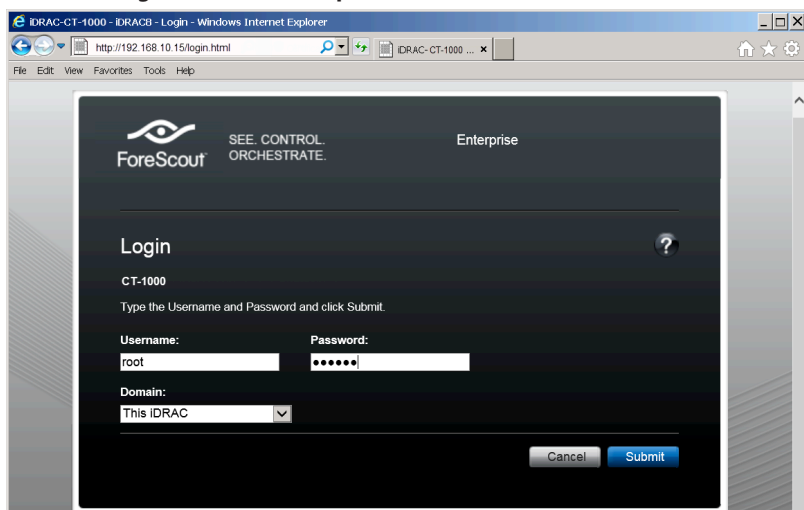 iDRAC-CT-1000 - iDRAC8 - Login - Windows Internet Explorer
http://192.168.10.15/login.html
iDRAC-CT-1000 ...
File Edit View Favorites Tools Help
ForeScout
SEE. CONTROL.
ORCHESTRATE.
Enterprise
Login
?
CT-1000
Type the Username and Password and click Submit.
Username: Password:
root ••••••
Domain:
This iDRAC
Cancel Submit